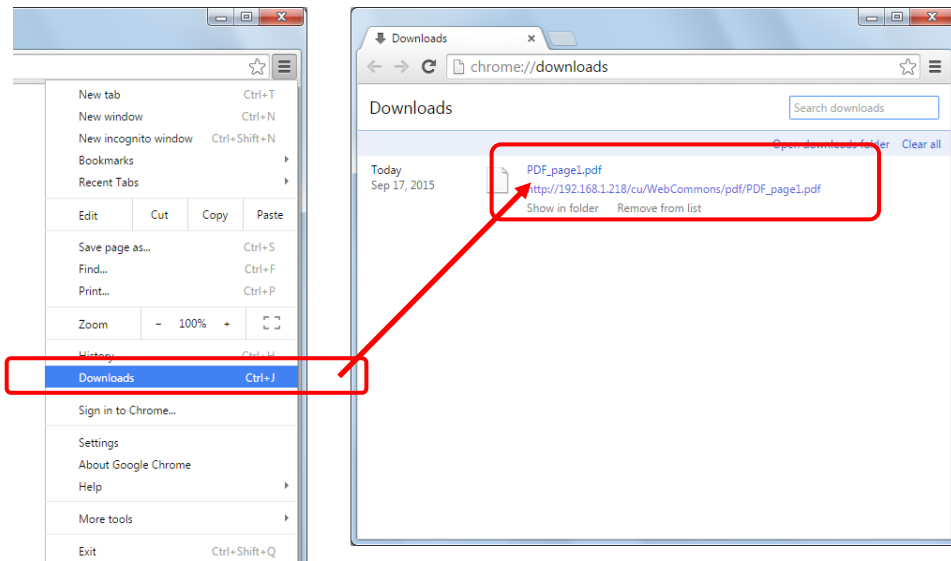 New tab Ctrl+T
New window Ctrl+N
New incognito window Ctrl+Shift+N
Bookmarks
Recent Tabs
Edit Cut Copy Paste
Save page as... Ctrl+S
Find... Ctrl+F
Print... Ctrl+P
Zoom - 100% +
History Ctrl+H
Downloads Ctrl+J
Sign in to Chrome...
Settings
About Google Chrome
Help
More tools
Exit Ctrl+Shift+Q
Downloads
chrome://downloads
Downloads Search downloads
Open downloads folder Clear all
Today PDF_page1.pdf
Sep 17, 2015 http://192.168.1.218/cu/WebCommons/pdf/PDF_page1.pdf
Show in folder Remove from list